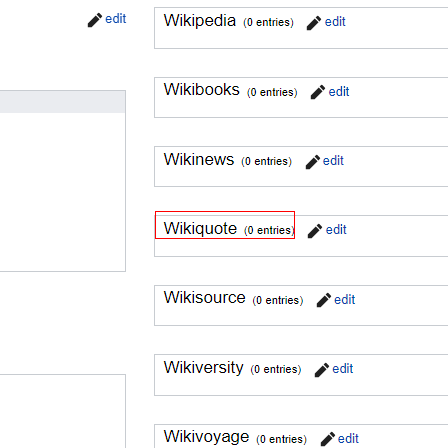 edit
Wikipedia (0 entries) edit
Wikibooks (0 entries) edit
Wikinews (0 entries) edit
Wikiquote (0 entries) edit
Wikisource (0 entries) edit
Wikiversity (0 entries) edit
Wikivoyage (0 entries) edit